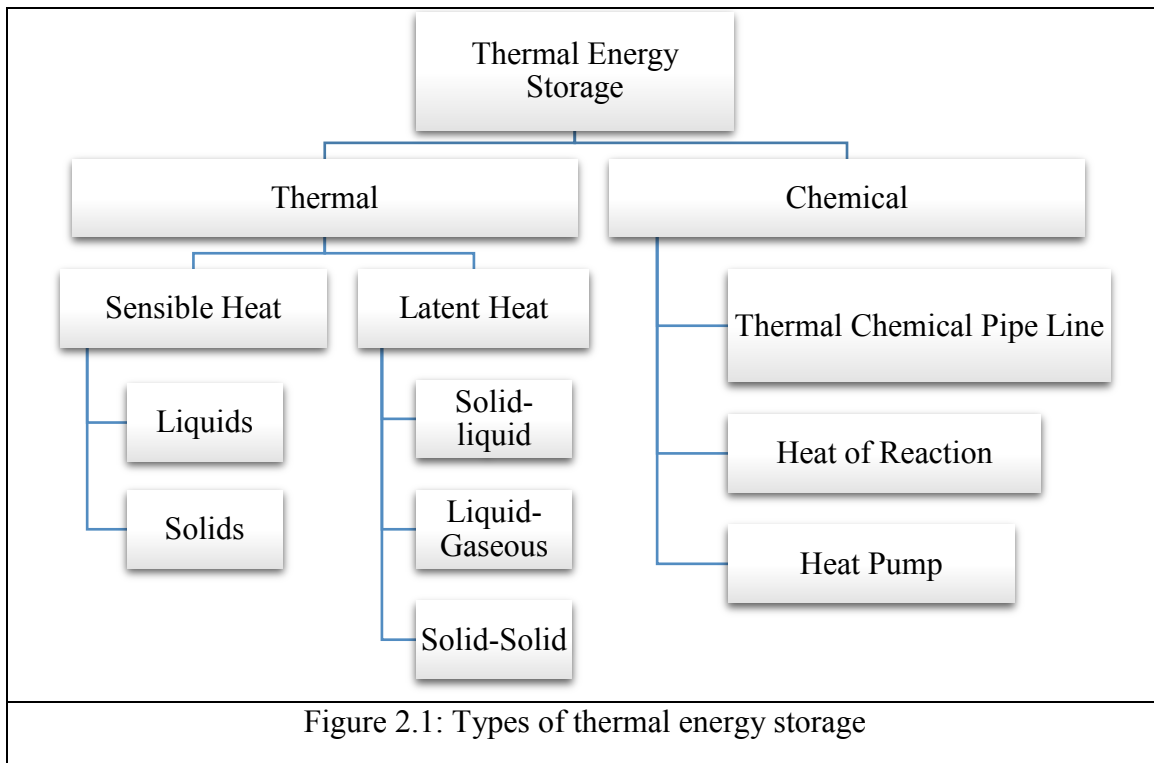 Thermal Energy
Storage
Thermal
Chemical
Sensible Heat
Latent Heat
Liquids
Solids
Solid-
liquid
Liquid-
Gaseous
Solid-Solid
Thermal Chemical Pipe Line
Heat of Reaction
Heat Pump
Figure 2.1: Types of thermal energy storage